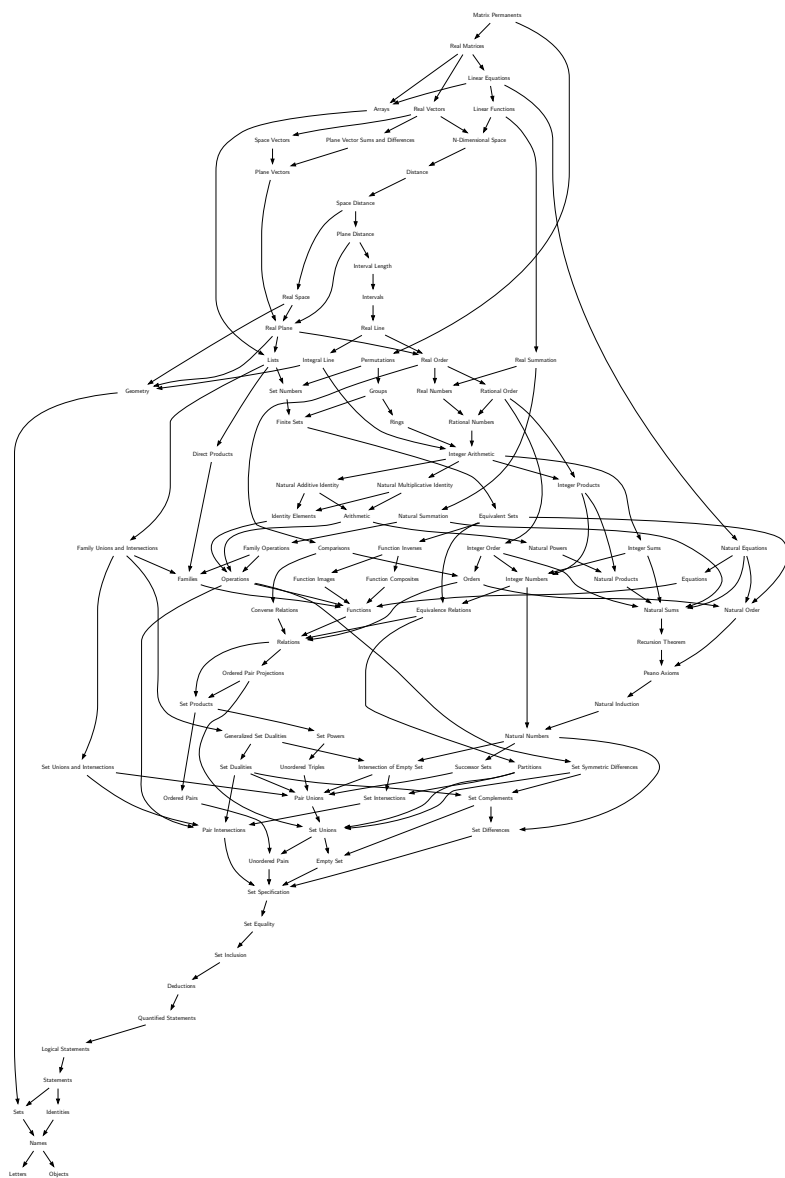 Matrix Permanents
Real Matrices
Linear Equations
Arrays Real Vectors Linear Functions
Space Vectors Plane Vector Sums and Differences N-Dimensional Space
Plane Vectors Distance
Space Distance
Plane Distance
Interval Length
Real Space Intervals
Real Plane Real Line
Lists Integral Line Permutations Real Order Real Summation
Geometry Set Numbers Groups Real Numbers Rational Order
Finite Sets Rings Rational Numbers
Direct Products Integer Arithmetic
Natural Additive Identity Natural Multiplicative Identity Integer Products
Identity Elements Arithmetic Natural Summation Equivalent Sets
Family Unions and Intersections Family Operations Comparisons Function Inverses Integer Order Natural Powers Integer Sums Natural Equations
Families Operations Function Images Function Composites Orders Integer Numbers Natural Products Equations
Converse Relations Functions Equivalence Relations Natural Sums Natural Order
Relations Recursion Theorem
Ordered Pair Projections Peano Axioms
Set Products Natural Induction
Generalized Set Dualities Set Powers Natural Numbers
Set Unions and Intersections Set Dualities Unordered Triples Intersection of Empty Set Successor Sets Partitions Set Symmetric Differences
Ordered Pairs Pair Unions Set Intersections Set Complements
Pair Intersections Set Unions Set Differences
Unordered Pairs Empty Set
Set Specification
Set Equality
Set Inclusion
Deductions
Quantified Statements
Logical Statements
Statements
Sets Identities
Names
Letters Objects